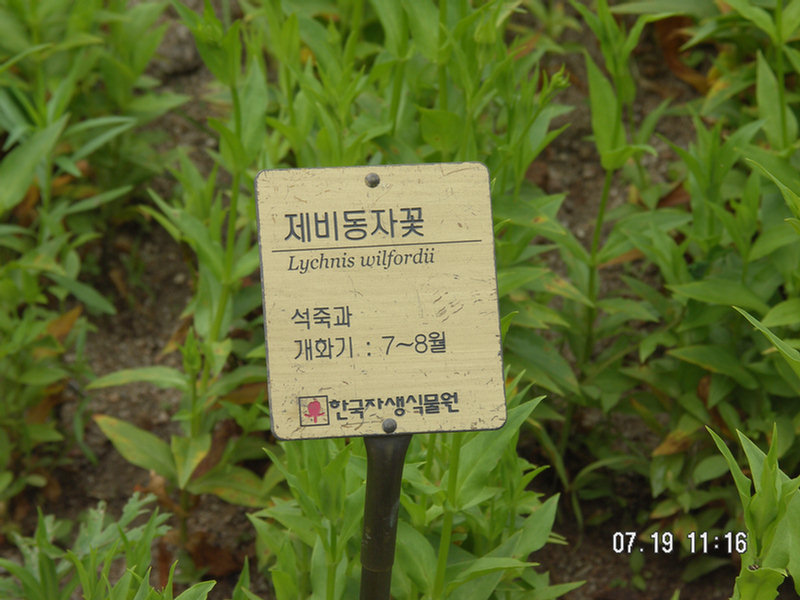 제비동자꽃
Lychnis wilfordii
석죽과
개화기 : 7~8월
한국자생식물원
07.19 11:16